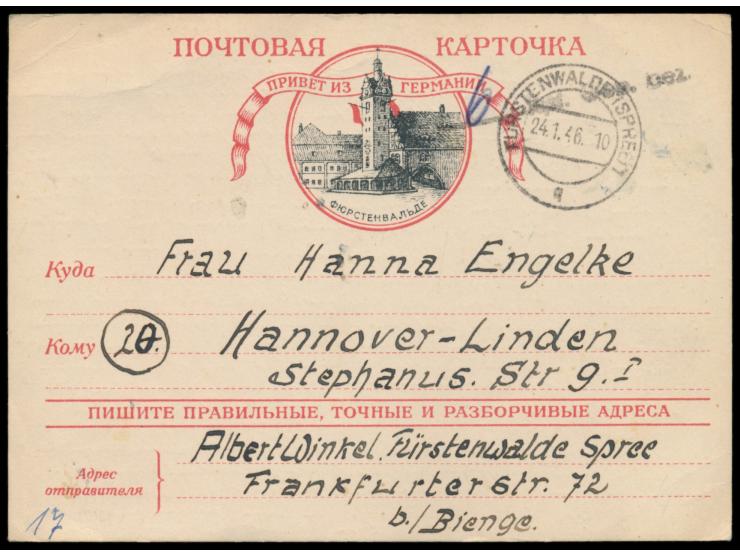 ПОЧТОВАЯ КАРТОЧКА
ПРИВЕТ ИЗ ГЕРМАНИИ
6
FÜRSTENWALDE (SPREE) 1
24.1.46. 10
q
Gez.
ФЮРСТЕНВАЛЬДЕ
Куда Frau Hanna Engelke
Кому 20. Hannover-Linden
Stephanus. Str 9. I
ПИШИТЕ ПРАВИЛЬНЫЕ, ТОЧНЫЕ И РАЗБОРЧИВЫЕ АДРЕСА
Адрес отправителя
Albert Winkel. Fürstenwalde Spree
Frankfurterstr. 72
b./Bienge.
17